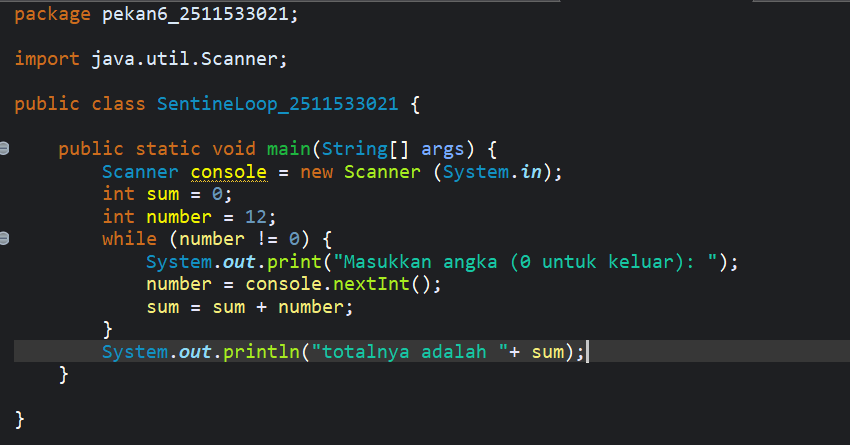 package pekan6_2511533021;
import java.util.Scanner;
public class SentineLoop_2511533021 {
public static void main(String[] args) {
Scanner console = new Scanner (System.in);
int sum = 0;
int number = 12;
while (number != 0) {
System.out.print("Masukkan angka (0 untuk keluar): ");
number = console.nextInt();
sum = sum + number;
}
System.out.println("totalnya adalah "+ sum);
}
}